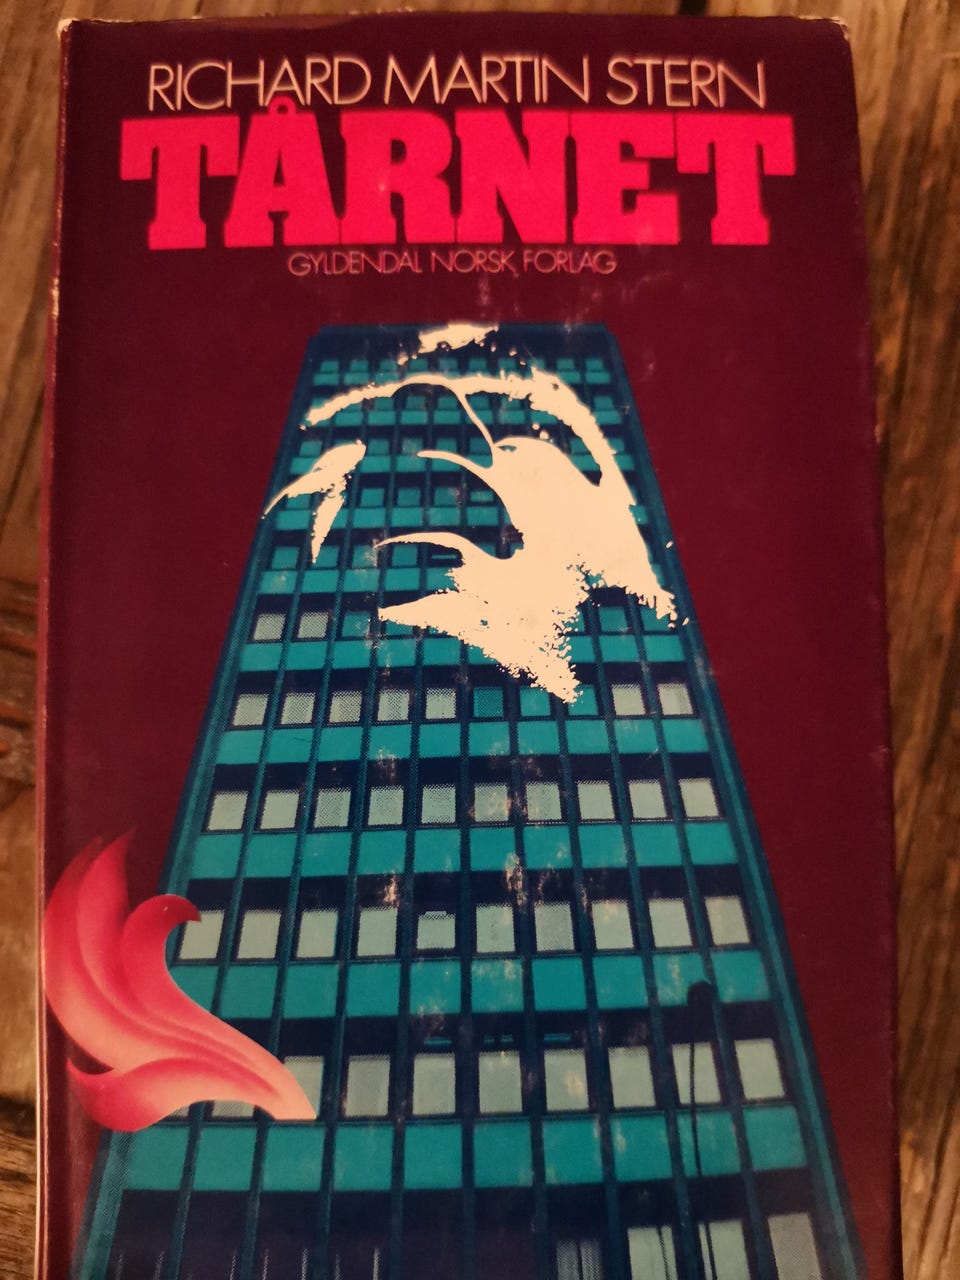 RICHARD MARTIN STERN
TÅRNET
GYLDENDAL NORSK FORLAG